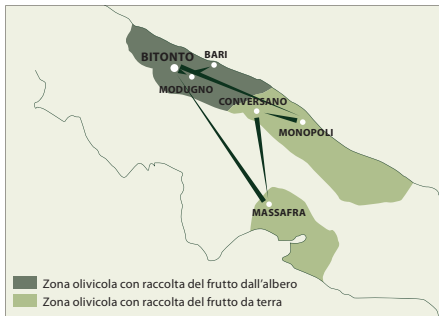 BITONTO
BARI
MODUGNO
CONVERSANO
MONOPOLI
MASSAFRA
Zona olivicola con raccolta del frutto dall'albero
Zona olivicola con raccolta del frutto da terra